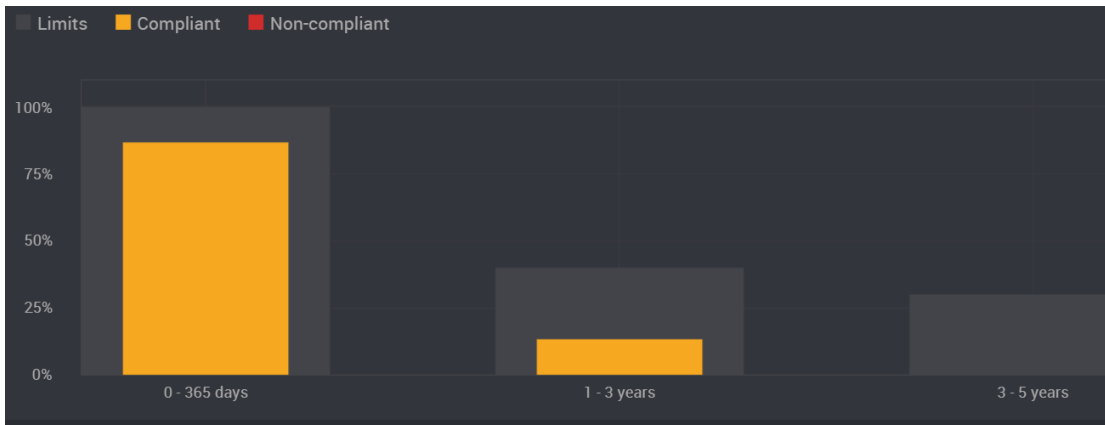 Limits Compliant Non-compliant
100%
75%
50%
25%
0%
0 - 365 days 1 - 3 years 3 - 5 years